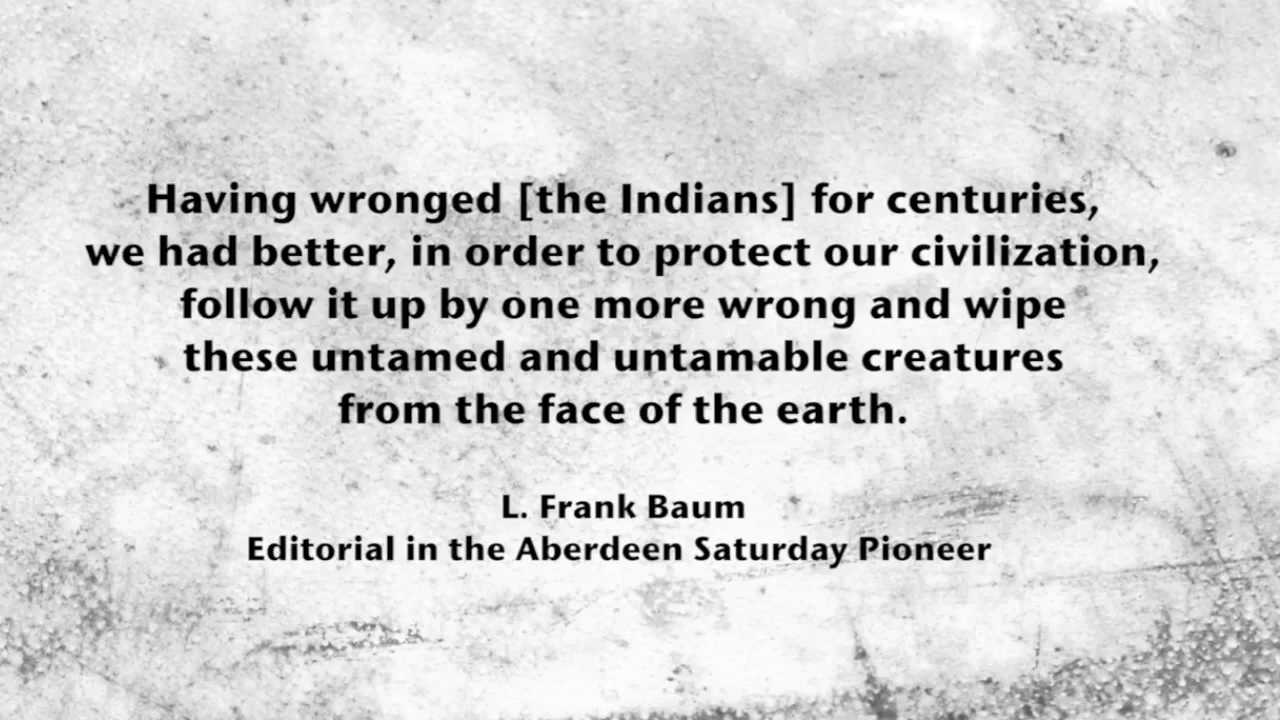 Having wronged [the Indians] for centuries,
we had better, in order to protect our civilization,
follow it up by one more wrong and wipe
these untamed and untamable creatures
from the face of the earth.
L. Frank Baum
Editorial in the Aberdeen Saturday Pioneer